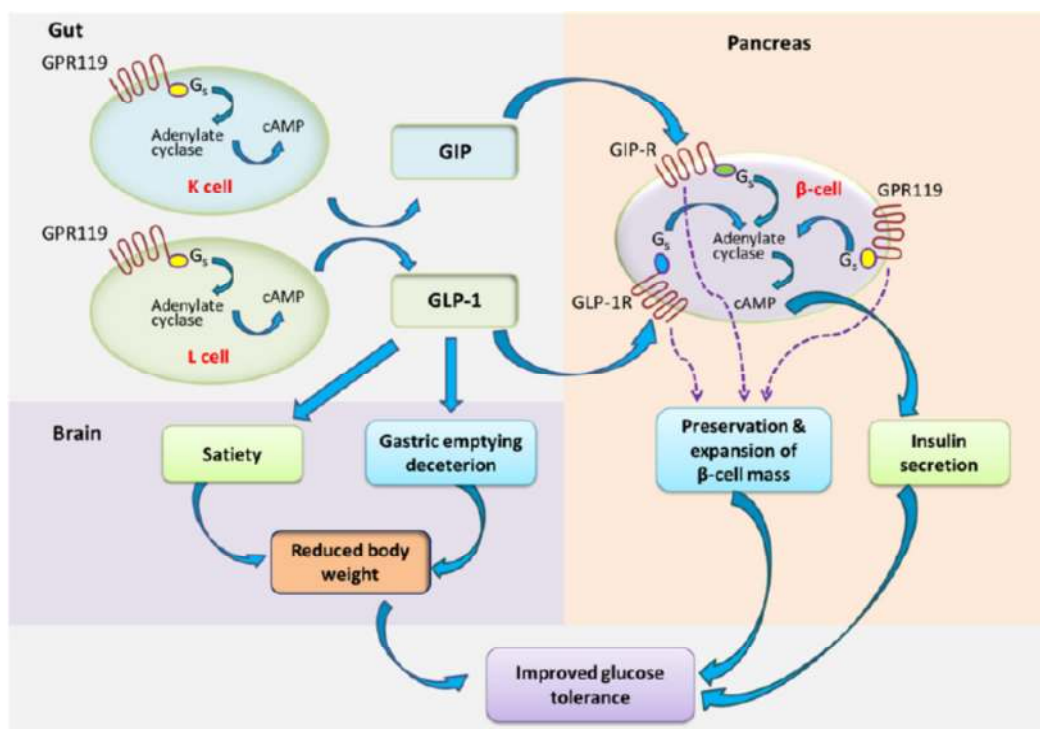 Gut
GPR119
Gs
Adenylate
cyclase
cAMP
K cell
GPR119
Gs
Adenylate
cyclase
cAMP
L cell
GIP
GLP-1
Brain
Satiety
Gastric emptying
deceterion
Reduced body
weight
Pancreas
GIP-R
Gs
β-cell
GPR119
Gs
Adenylate
cyclase
Gs
cAMP
GLP-1R
Preservation &
expansion of
β-cell mass
Insulin
secretion
Improved glucose
tolerance